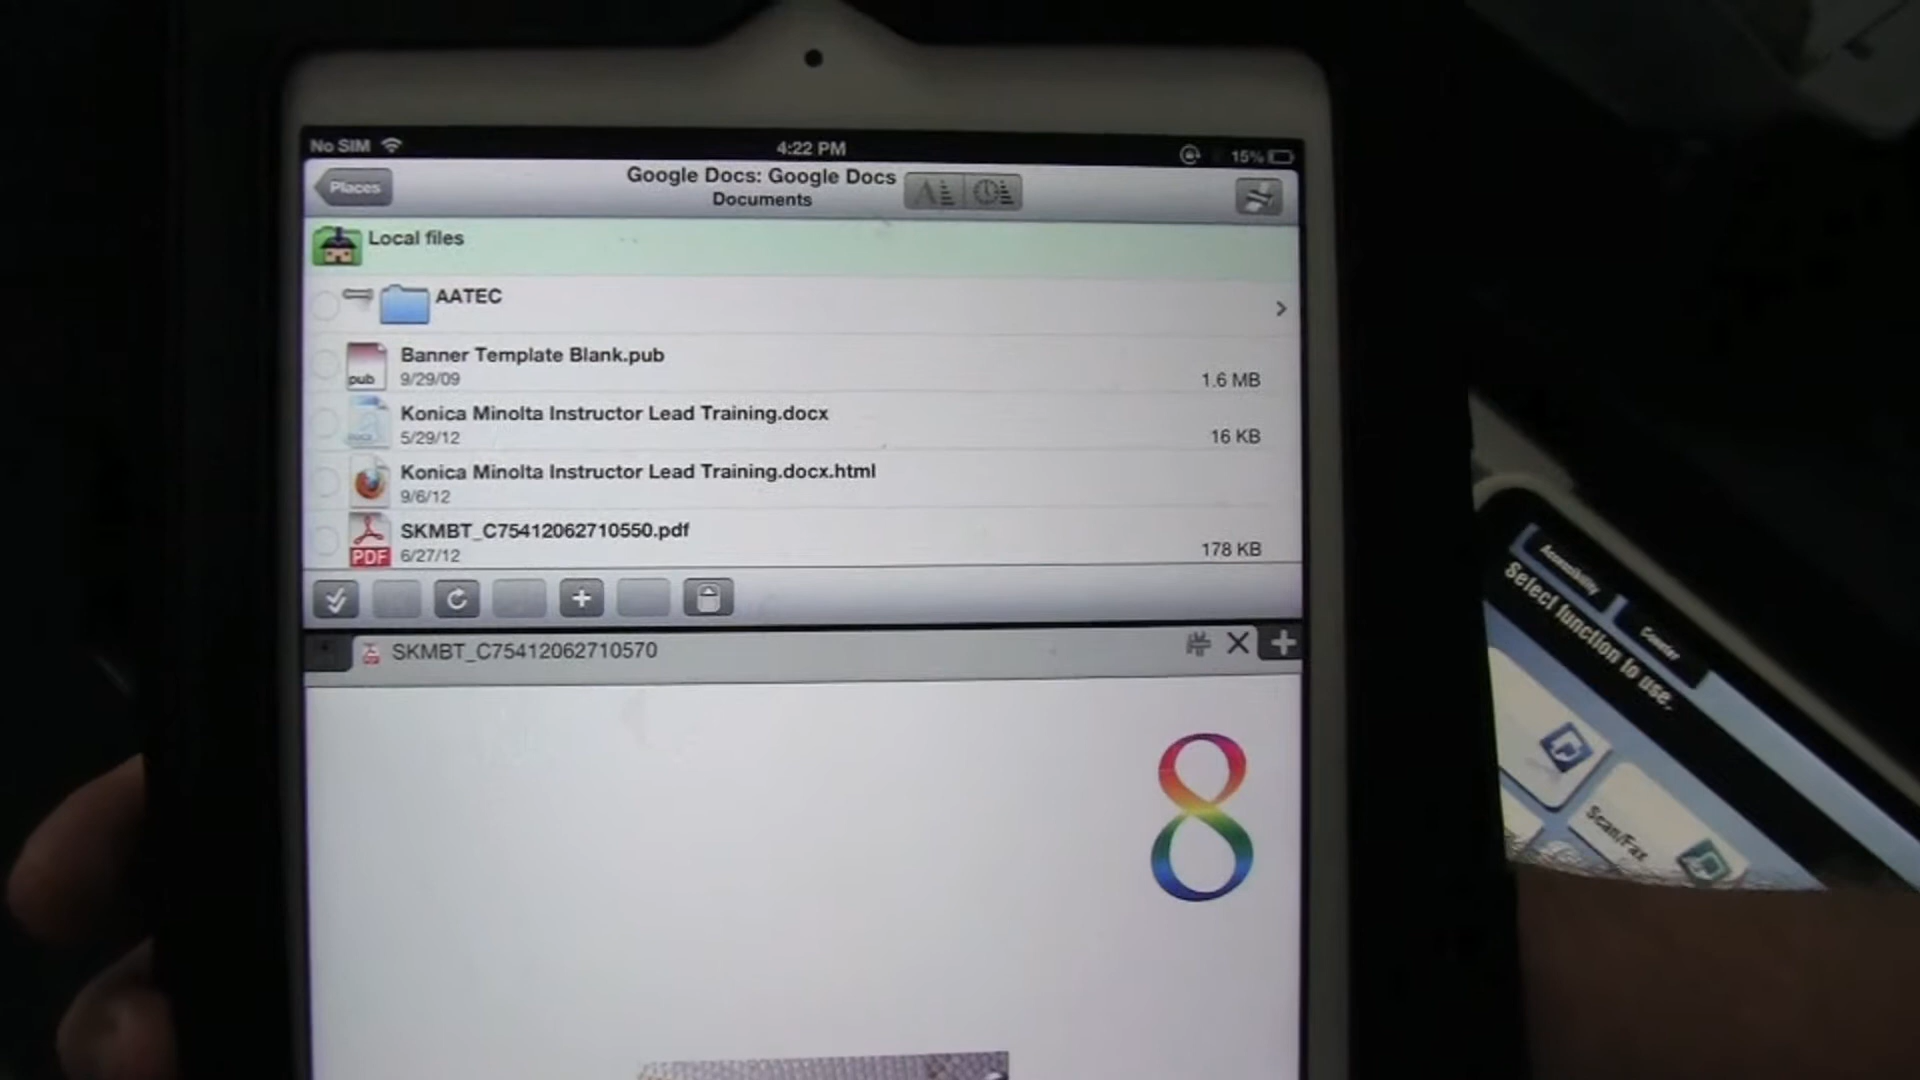 No SIM 4:22 PM 15%
Places
Google Docs: Google Docs
Documents
Local files
AATEC
Banner Template Blank.pub
pub 9/29/09 1.6 MB
Konica Minolta Instructor Lead Training.docx
5/29/12 16 KB
Konica Minolta Instructor Lead Training.docx.html
9/6/12
SKMBT_C75412062710550.pdf
PDF 6/27/12 178 KB
SKMBT_C75412062710570
8
Accessibility
Counter
Select function to use.
Scan/Fax